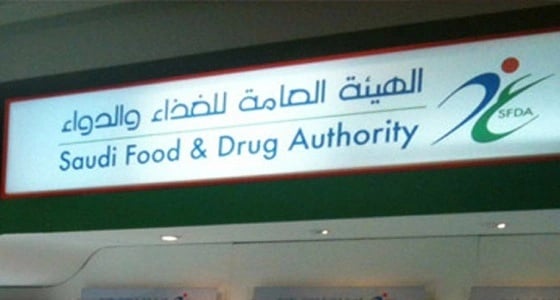 الهيئة العامة للغذاء والدواء
Saudi Food & Drug Authority
SFDA